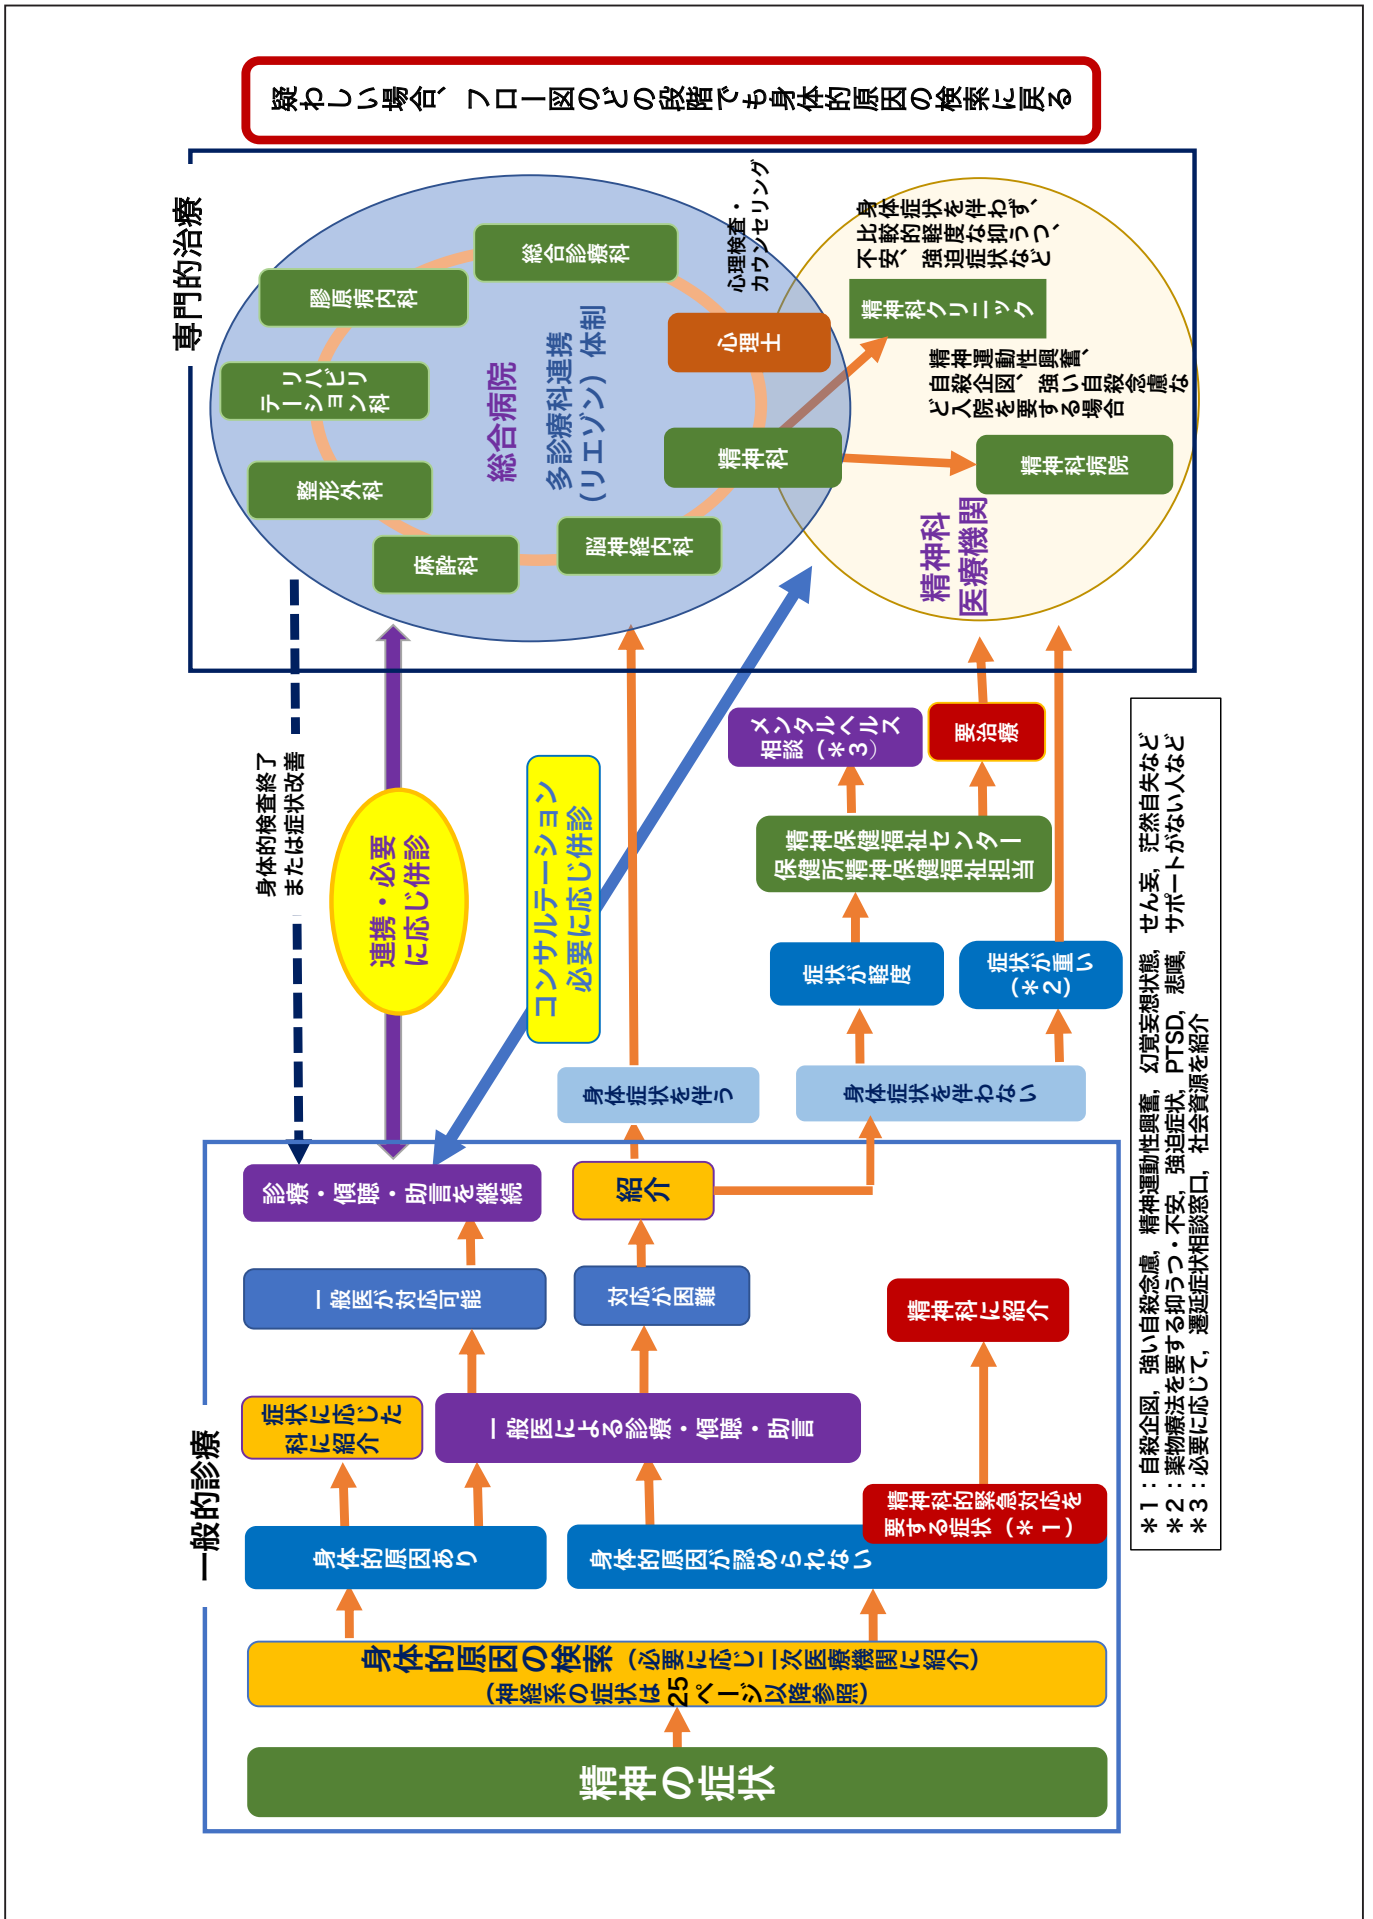 疑わしい場合、フロー図のどの段階でも身体的原因の検索に戻る
一般的診療
精神の症状
身体的原因の検索（必要に応じ二次医療機関に紹介）
（神経系の症状は25ページ以降参照）
身体的原因あり
身体的原因が認められない
精神科的緊急対応を
要する症状（＊１）
症状に応じた
科に紹介
一般医による診療・傾聴・助言
精神科に紹介
一般医が対応可能
対応が困難
診療・傾聴・助言を継続
紹介
身体症状を伴う
身体症状を伴わない
症状が軽度
症状が重い
（＊２）
精神保健福祉センター
保健所精神保健福祉担当
メンタルヘルス
相談（＊３）
要治療
身体的検査終了
または症状改善
連携・必要
に応じ併診
コンサルテーション
必要に応じ併診
専門的治療
総合病院
多診療科連携
（リエゾン）体制
膠原病内科
総合診療科
リハビリ
テーション科
整形外科
麻酔科
脳神経内科
精神科
心理士
心理検査・
カウンセリング
精神科
医療機関
身体症状を伴わず、
比較的軽度な抑うつ、
不安、強迫症状など
精神科クリニック
精神運動性興奮、
自殺企図、強い自殺念慮な
ど入院を要する場合
精神科病院
＊１：自殺企図，強い自殺念慮，精神運動性興奮，幻覚妄想状態，せん妄，茫然自失など
＊２：薬物療法を要する抑うつ・不安，強迫症状，PTSD，悲嘆，サポートがない人など
＊３：必要に応じて，遷延症状相談窓口，社会資源を紹介